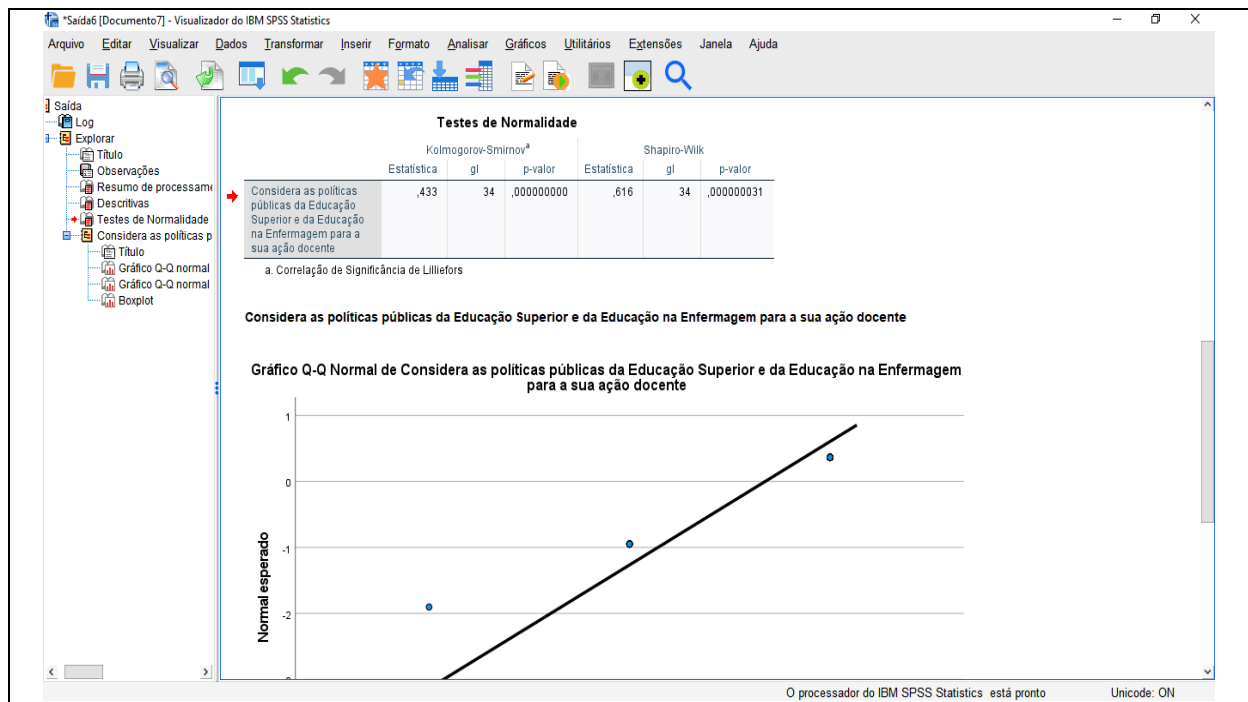 *Saída6 [Documento7] - Visualizador do IBM SPSS Statistics
Arquivo Editar Visualizar Dados Transformar Inserir Formato Analisar Gráficos Utilitários Extensões Janela Ajuda
Saída
Log
Explorar
Título
Observações
Resumo de processame
Descritivas
Testes de Normalidade
Considera as políticas p
Título
Gráfico Q-Q normal
Gráfico Q-Q normal
Boxplot
Testes de Normalidade
Kolmogorov-Smirnovª Shapiro-Wilk
Estatística gl p-valor Estatística gl p-valor
Considera as políticas ,433 34 ,000000000 ,616 34 ,000000031
públicas da Educação
Superior e da Educação
na Enfermagem para a
sua ação docente
a. Correlação de Significância de Lilliefors
Considera as políticas públicas da Educação Superior e da Educação na Enfermagem para a sua ação docente
Gráfico Q-Q Normal de Considera as políticas públicas da Educação Superior e da Educação na Enfermagem
para a sua ação docente
Normal esperado
1
0
-1
-2
O processador do IBM SPSS Statistics está pronto Unicode: ON